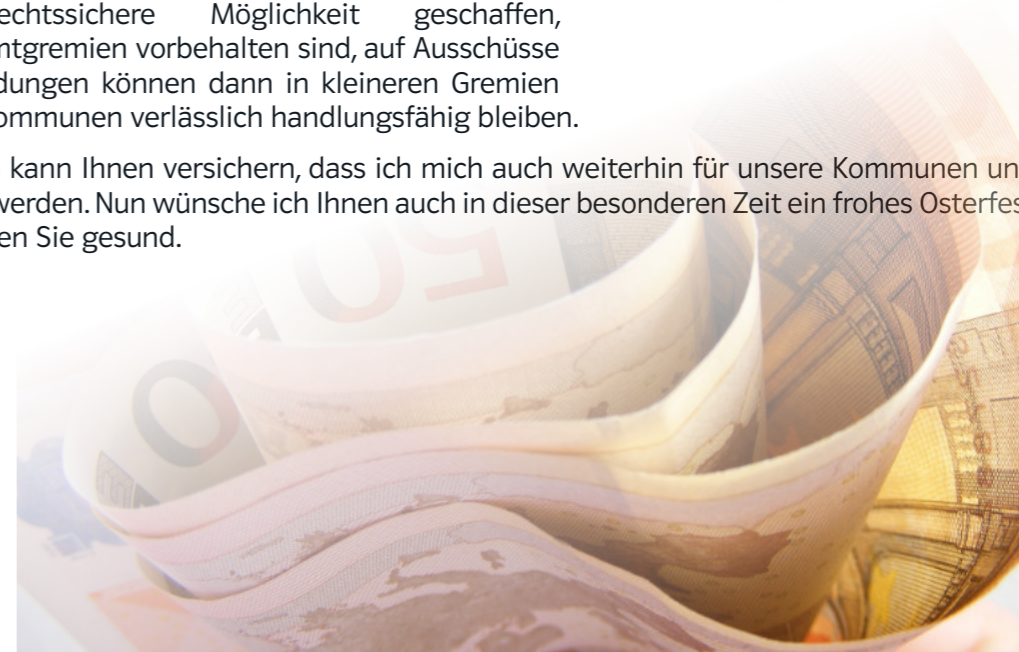 echtssichere Möglichkeit geschaffen,
ntgremien vorbehalten sind, auf Ausschüsse
dungen können dann in kleineren Gremien
ommunen verlässlich handlungsfähig bleiben.
kann Ihnen versichern, dass ich mich auch weiterhin für unsere Kommunen un
werden. Nun wünsche ich Ihnen auch in dieser besonderen Zeit ein frohes Osterfes
en Sie gesund.
50
0